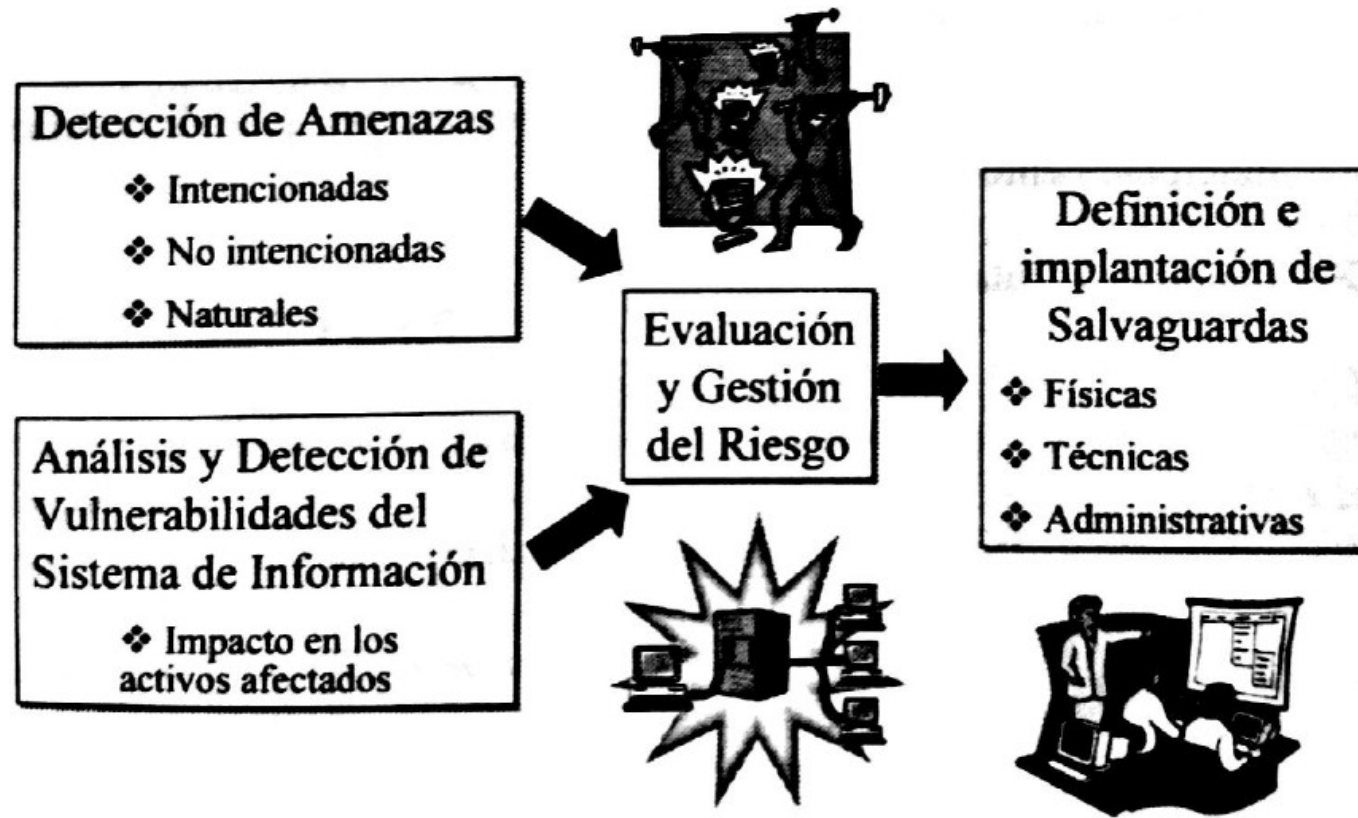 Detección de Amenazas
❖ Intencionadas
❖ No intencionadas
❖ Naturales
Análisis y Detección de
Vulnerabilidades del
Sistema de Información
❖ Impacto en los
activos afectados
Evaluación
y Gestión
del Riesgo
Definición e
implantación de
Salvaguardas
❖ Físicas
❖ Técnicas
❖ Administrativas